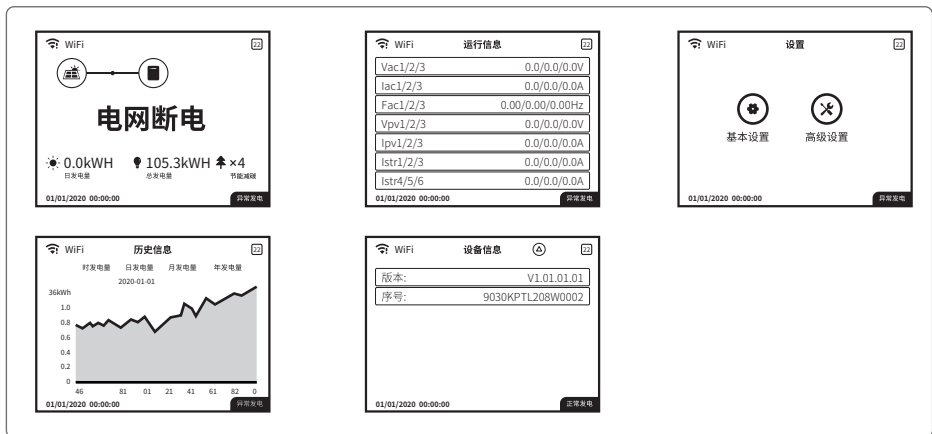 WiFi 22
电网断电
0.0kWH 105.3kWH ×4
日发电量 总发电量 节能减碳
01/01/2020 00:00:00 异常发电
WiFi 运行信息 22
Vac1/2/3 0.0/0.0/0.0V
Iac1/2/3 0.0/0.0/0.0A
Fac1/2/3 0.00/0.00/0.00Hz
Vpv1/2/3 0.0/0.0/0.0V
Ipv1/2/3 0.0/0.0/0.0A
Istr1/2/3 0.0/0.0/0.0A
Istr4/5/6 0.0/0.0/0.0A
01/01/2020 00:00:00 异常发电
WiFi 设置 22
基本设置 高级设置
01/01/2020 00:00:00 异常发电
WiFi 历史信息 22
时发电量 日发电量 月发电量 年发电量
2020-01-01
36kWh
1.0
0.8
0.6
0.4
0.2
0
46 81 01 21 41 61 82 0
01/01/2020 00:00:00 异常发电
WiFi 设备信息 22
版本: V1.01.01.01
序号: 9030KPTL208W0002
01/01/2020 00:00:00 正常发电